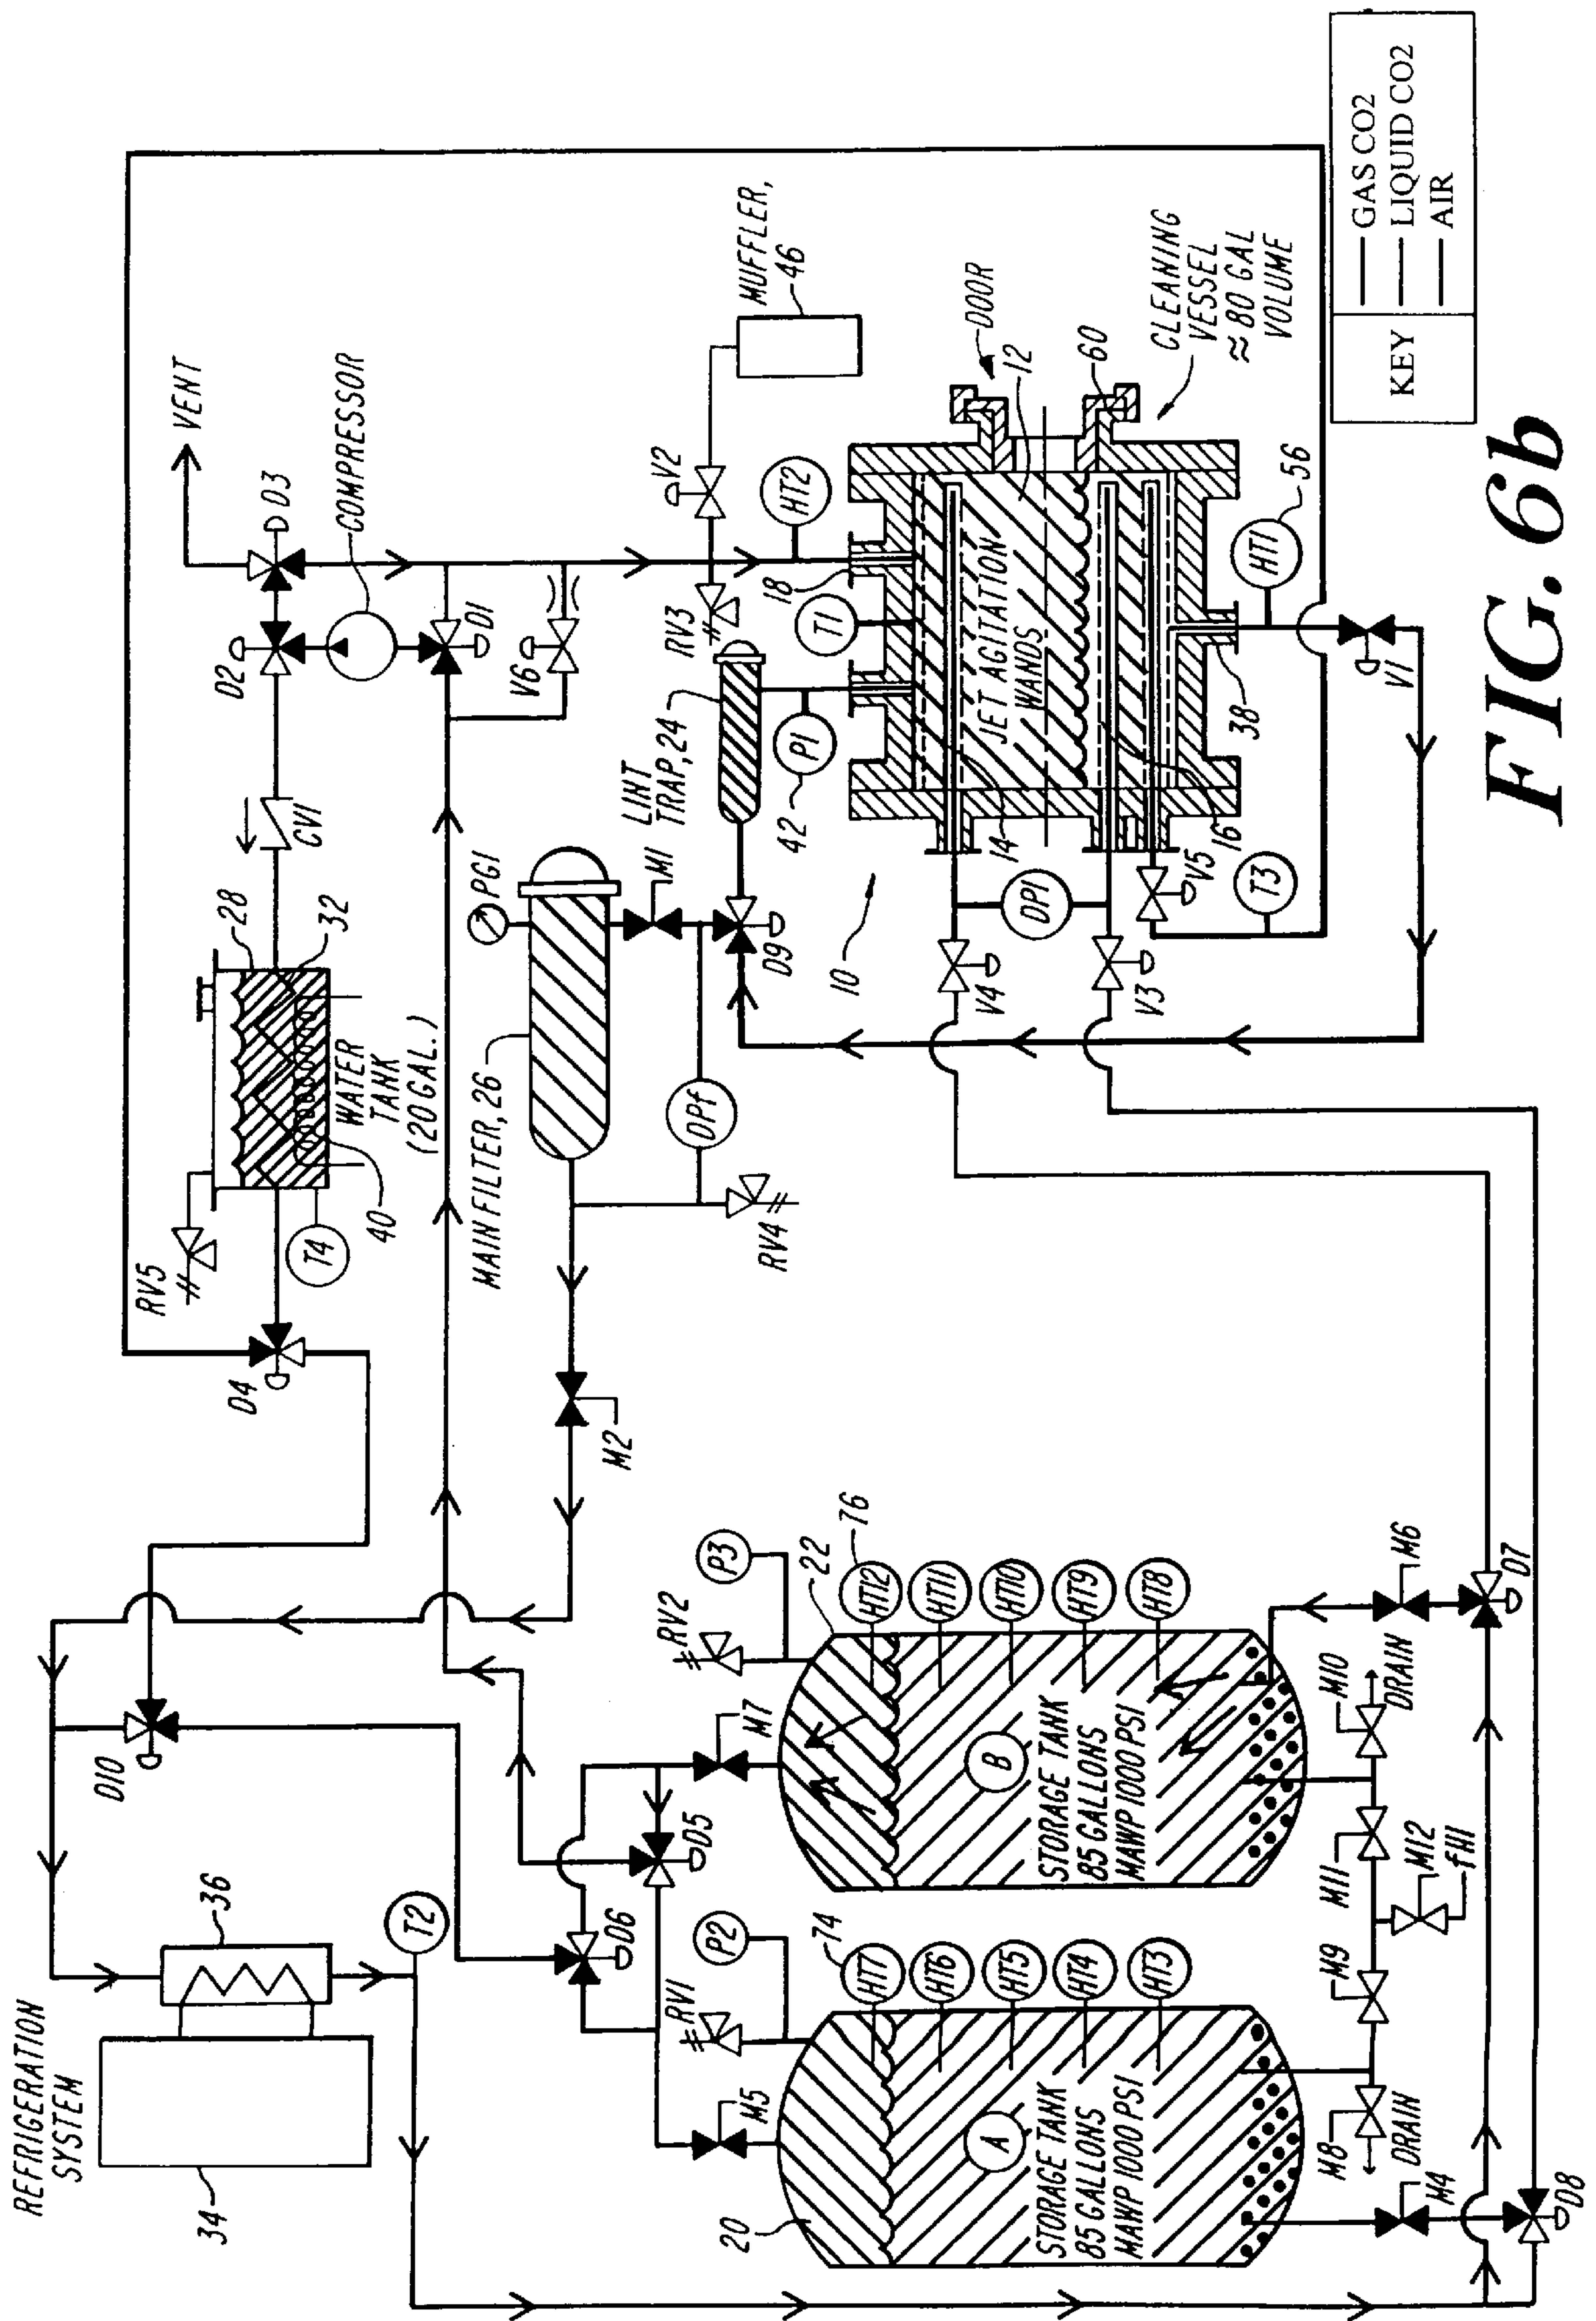 VENT
D3
COMPRESSOR
D2
D1
V6
CV1
28
32
WATER
TANK
(20 GAL..)
40
T4
RV5
D4
MUFFLER,
46
V2
HT2
RV3
T1
18
LINT
TRAP, 24
P1
42
PG1
M1
D9
MAIN FILTER, 26
DPf
RV4
M2
DOOR
12
60
CLEANING
VESSEL
≈ 80 GAL
VOLUME
JET AGITATION
WANDS
14
16
38
HT1
56
V1
V5
T3
DP1
V4
V3
10
KEY
GAS CO2
LIQUID CO2
AIR
REFRIGERATION
SYSTEM
34
36
T2
D10
D6
D5
M7
M5
RV2
P3
22
76
HT12
HT11
HT10
HT9
HT8
B
STORAGE TANK
85 GALLONS
MAWP 1000 PSI
RV1
P2
74
HT7
HT6
HT5
HT4
HT3
20
A
STORAGE TANK
85 GALLONS
MAWP 1000 PSI
M6
D7
M10
DRAIN
M11
M12
fH1
M9
M8
DRAIN
M4
D8
FIG. 6b